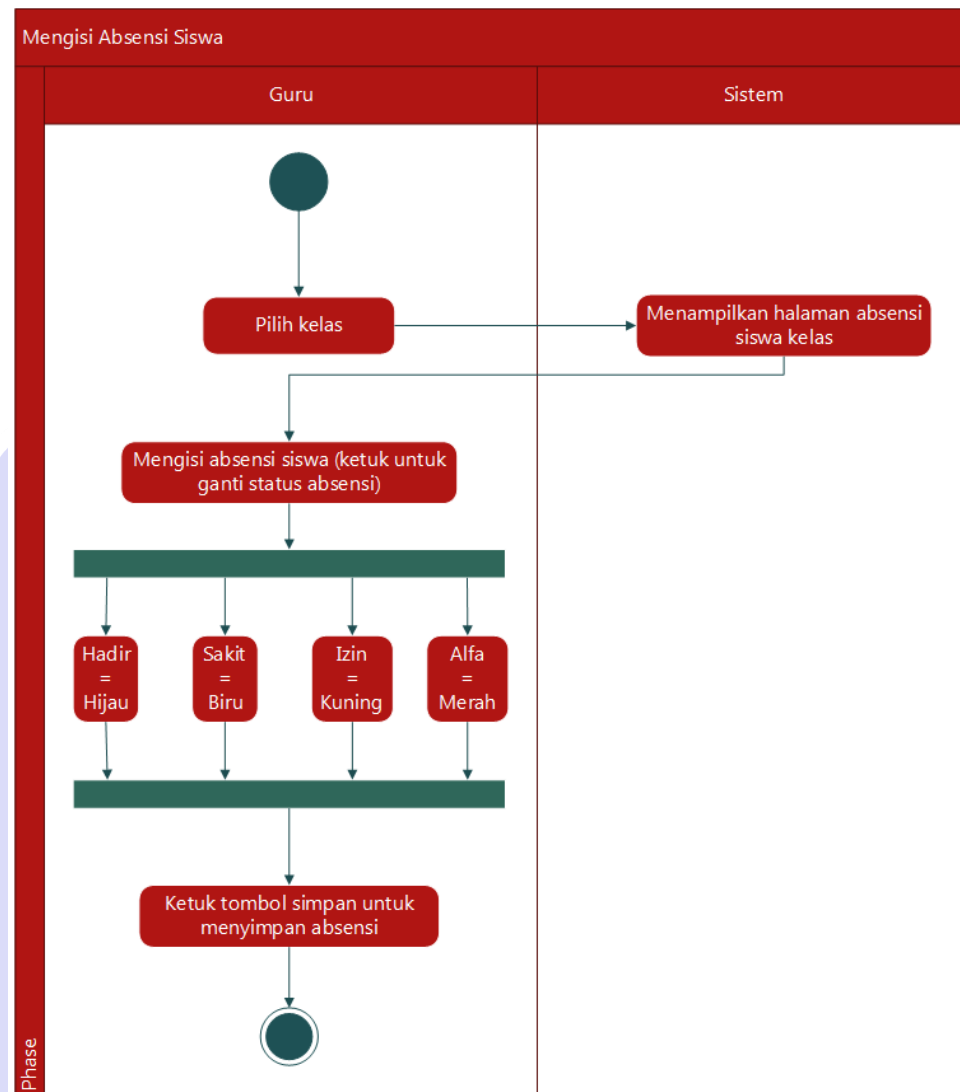 Mengisi Absensi Siswa
Guru
Sistem
Pilih kelas
Menampilkan halaman absensi
siswa kelas
Mengisi absensi siswa (ketuk untuk
ganti status absensi)
Hadir
=
Hijau
Sakit
=
Biru
Izin
=
Kuning
Alfa
=
Merah
Ketuk tombol simpan untuk
menyimpan absensi
Phase